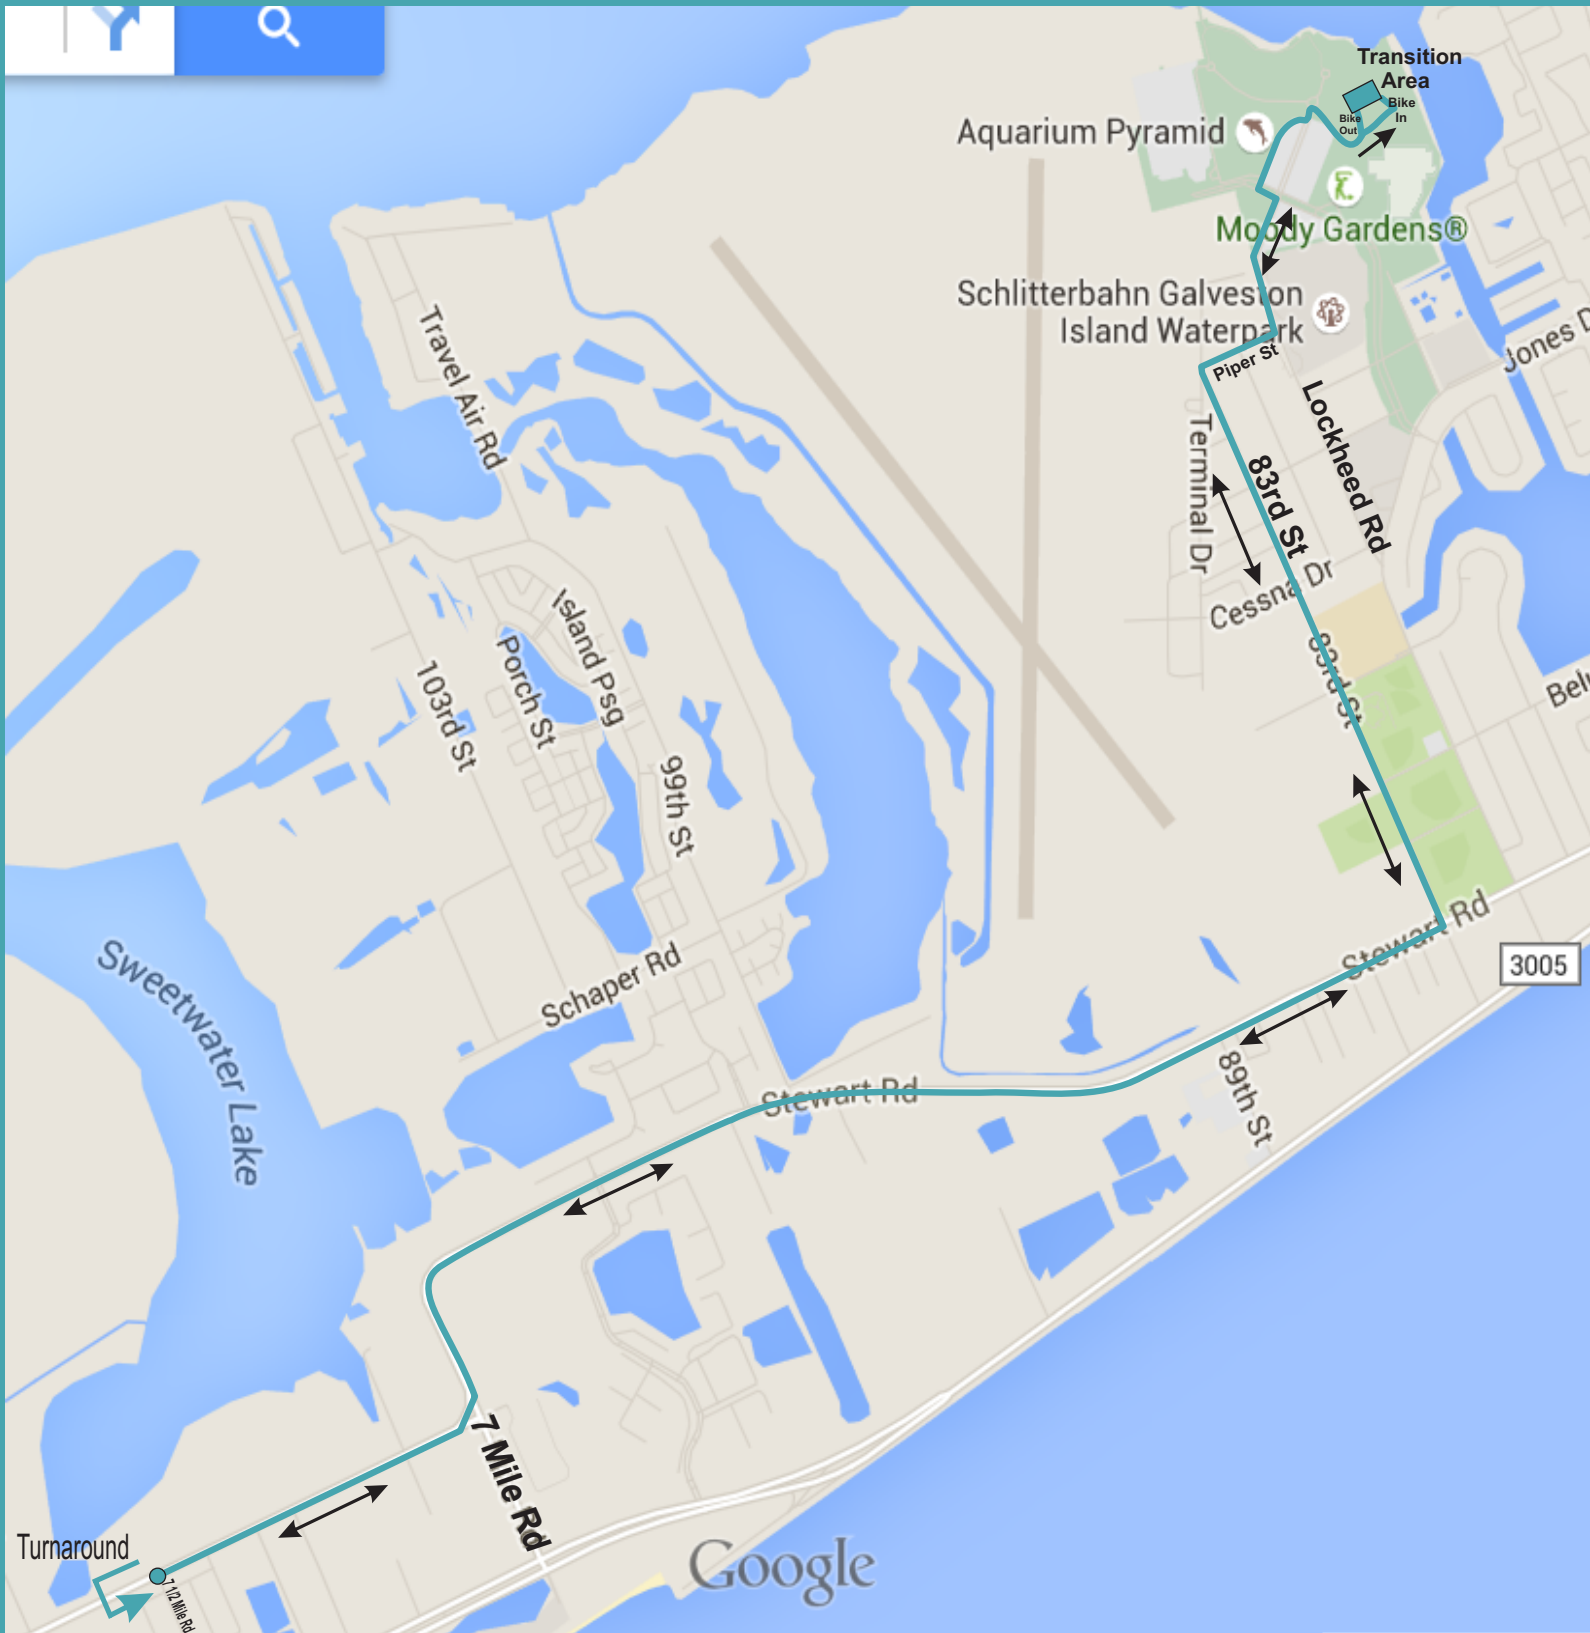 Transition
Area
Bike
In
Bike
Out
Aquarium Pyramid
Moody Gardens®
Schlitterbahn Galveston
Island Waterpark
Piper St
Jones D
Travel Air Rd
Terminal Dr
83rd St
Lockheed Rd
Cessna Dr
83rd St
Island Psg
Porch St
103rd St
99th St
Stewart Rd
3005
Schaper Rd
Sweetwater Lake
Stewart Rd
89th St
7 Mile Rd
Turnaround
7 1/2 Mile Rd
Google